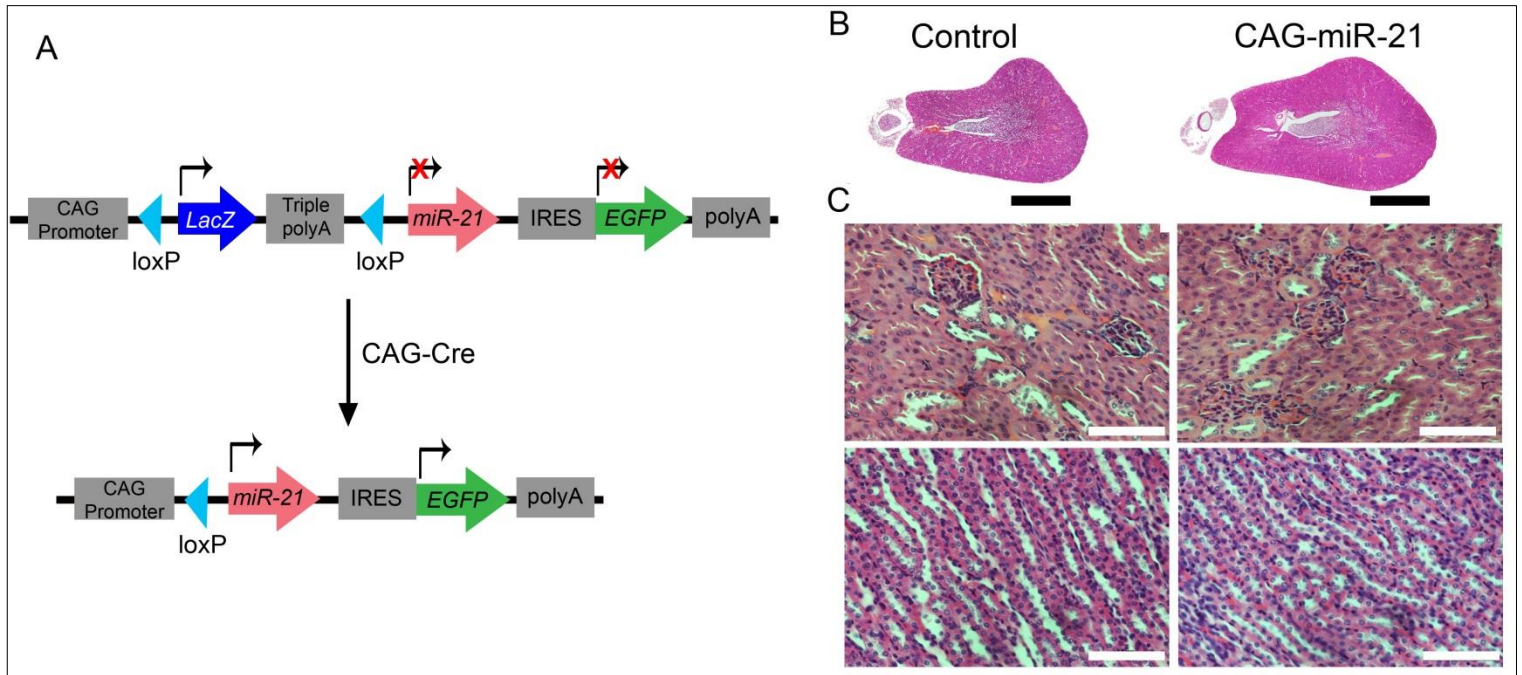 A
CAG
Promoter
loxP
LacZ
Triple
polyA
loxP
X
miR-21
IRES
X
EGFP
polyA
CAG-Cre
CAG
Promoter
loxP
miR-21
IRES
EGFP
polyA
B
Control
CAG-miR-21
C